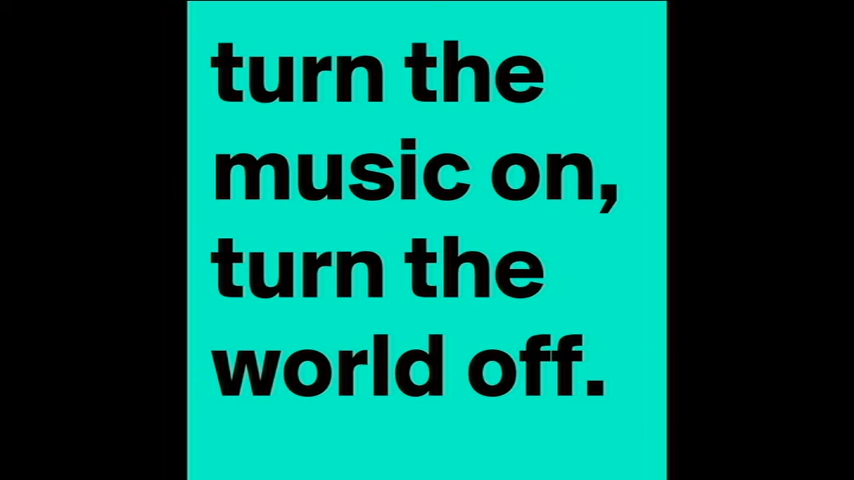 turn the
music on,
turn the
world off.